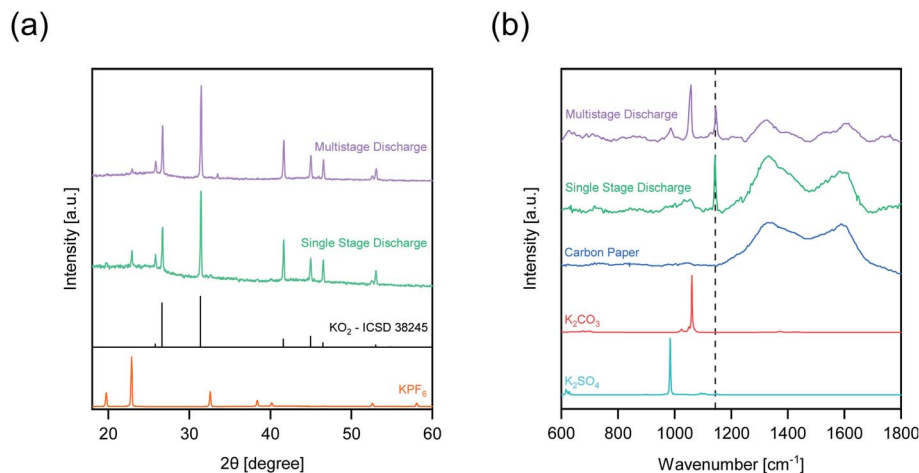 (a)
(b)
Multistage Discharge
Single Stage Discharge
KO₂ - ICSD 38245
KPF₆
Intensity [a.u.]
20 30 40 50 60
2θ [degree]
Multistage Discharge
Single Stage Discharge
Carbon Paper
K₂CO₃
K₂SO₄
Intensity [a.u.]
600 800 1000 1200 1400 1600 1800
Wavenumber [cm⁻¹]